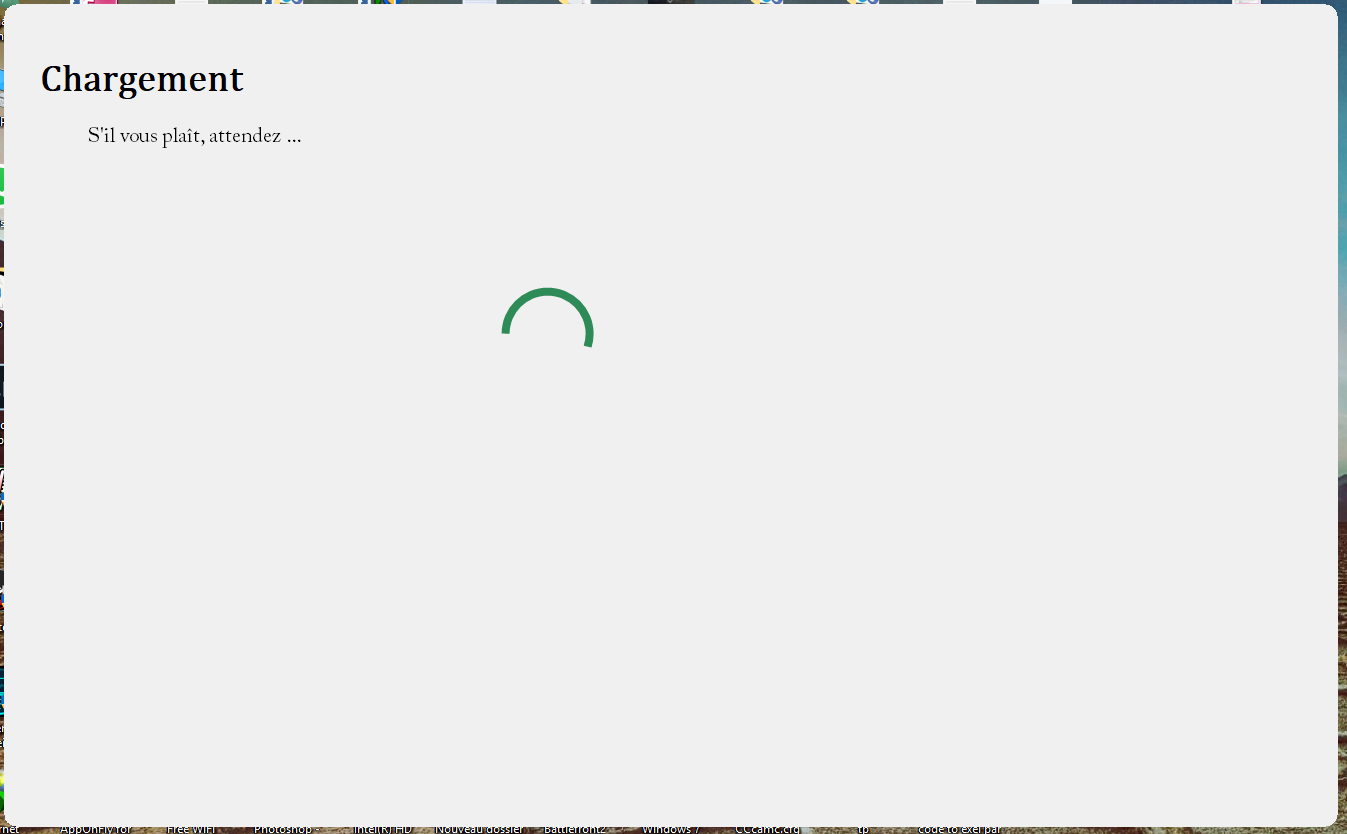 Chargement
S'il vous plaît, attendez ...
AppOnFly for
Free WIFI
Photoshop -
Intel(R) HD
Nouveau dossier
Battlefront2
Windows 7
CCcamc.cfg
tp
code to exel par